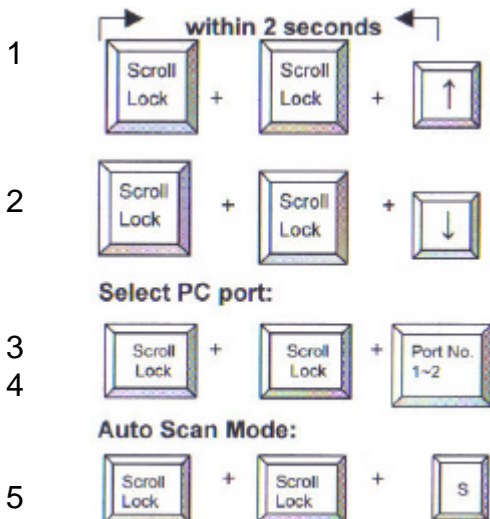 within 2 seconds
1
Scroll Lock + Scroll Lock + ↑
2
Scroll Lock + Scroll Lock + ↓
Select PC port:
3
4
Scroll Lock + Scroll Lock + Port No. 1~2
Auto Scan Mode:
5
Scroll Lock + Scroll Lock + S